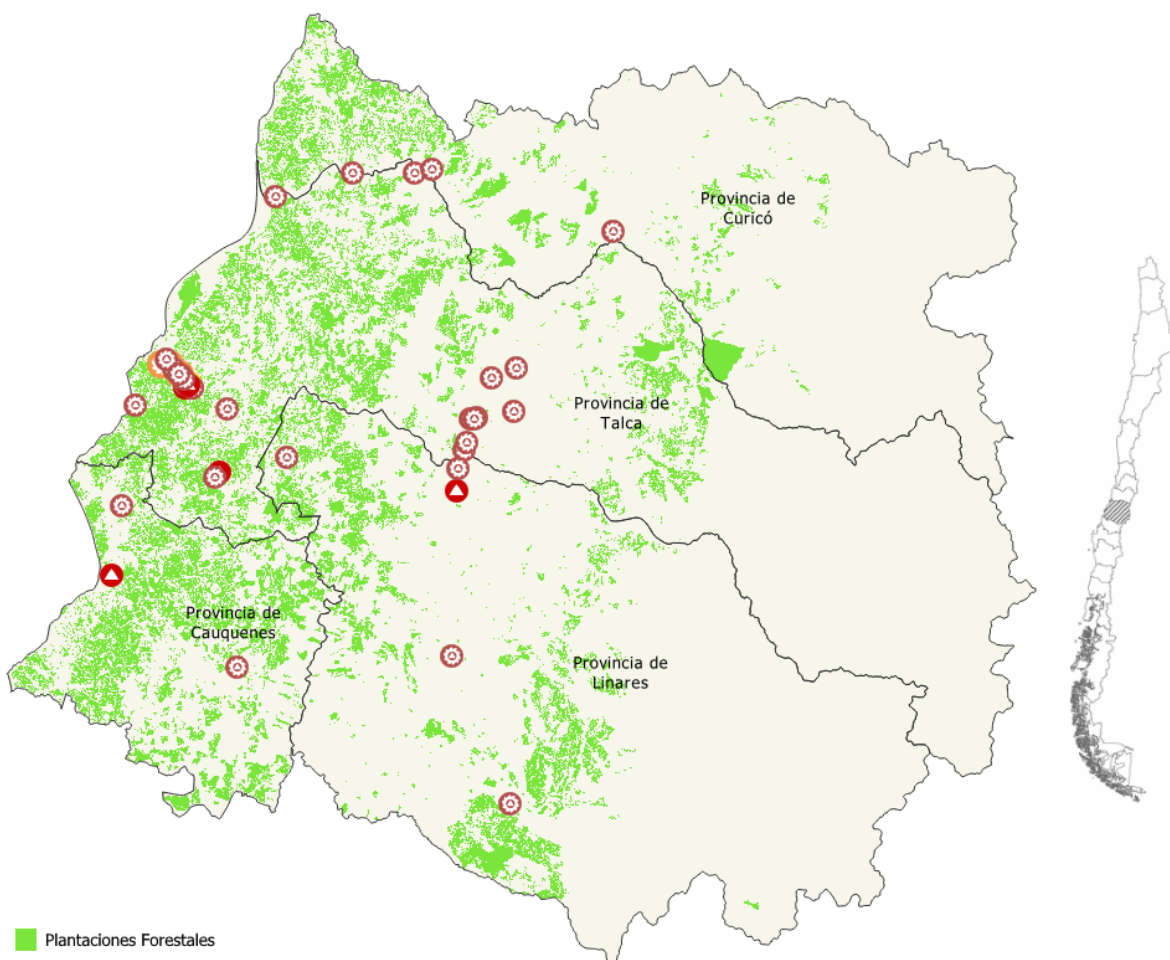 Provincia de
Curicó
Provincia de
Talca
Provincia de
Cauquenes
Provincia de
Linares
Plantaciones Forestales